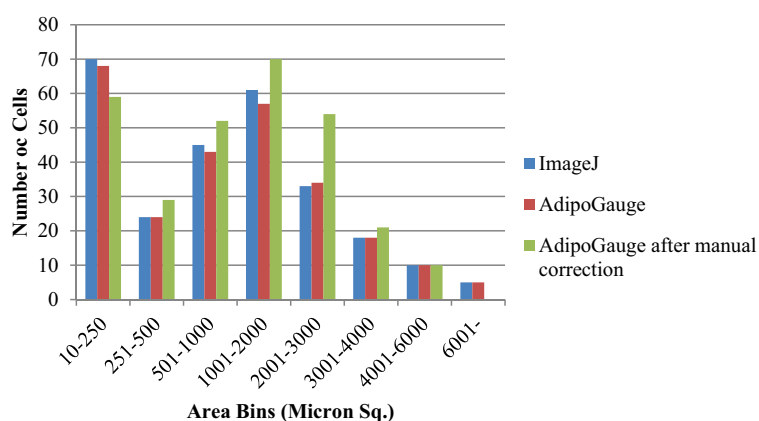 80
70
60
50
40
30
20
10
0
Number oc Cells
10-250
251-500
501-1000
1001-2000
2001-3000
3001-4000
4001-6000
6001-
Area Bins (Micron Sq.)
ImageJ
AdipoGauge
AdipoGauge after manual
correction